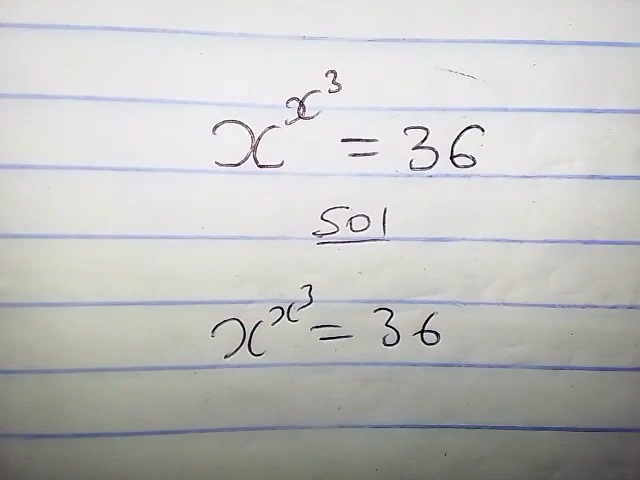 x^x^3 = 36
Sol
x^x^3 = 36